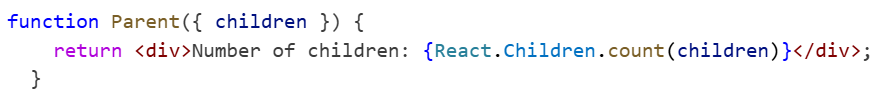 function Parent({ children }) {
    return <div>Number of children: {React.Children.count(children)}</div>;
  }